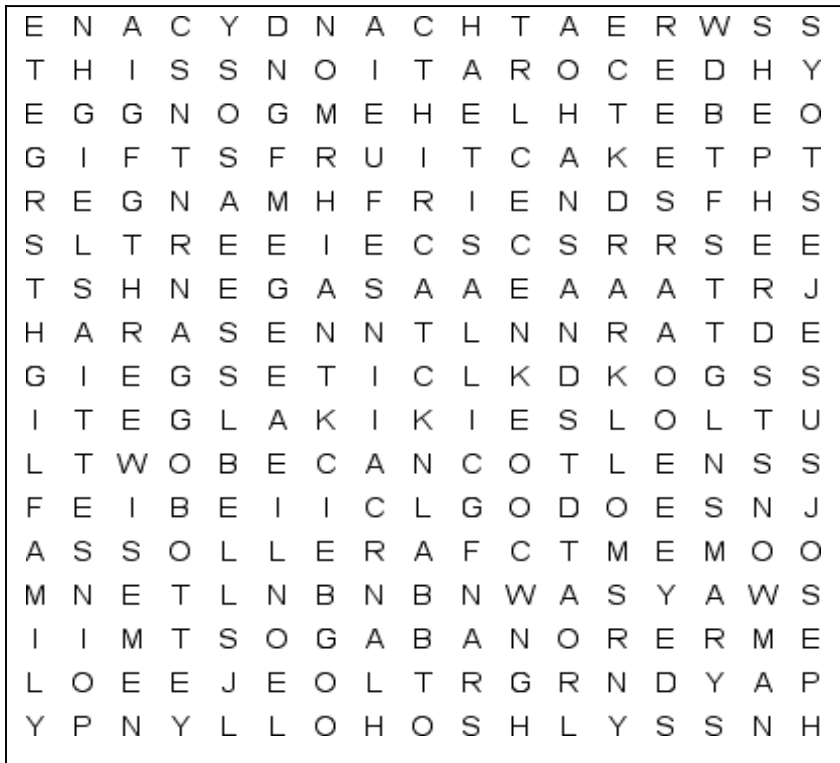 E N A C Y D N A C H T A E R W S S
T H I S S N O I T A R O C E D H Y
E G G N O G M E H E L H T E B E O
G I F T S F R U I T C A K E T P T
R E G N A M H F R I E N D S F H S
S L T R E E I E C S C S R R S E E
T S H N E G A S A A E A A A T R J
H A R A S E N N T L N N R A T D E
G I E G S E T I C L K D K O G S S
I T E G L A K I K I E S L O L T U
L T W O B E C A N C O T L E N S S
F E I B E I I C L G O D O E S N J
A S S O L L E R A F C T M E M O O
M N E T L N B N B N W A S Y A W S
I I M T S O G A B A N O R E R M E
L O E E J E O L T R G R N D Y A P
Y P N Y L L O H O S H L Y S S N H